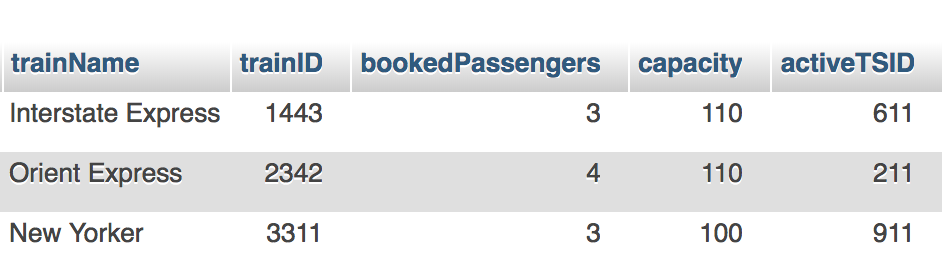 trainName trainID bookedPassengers capacity activeTSID
Interstate Express 1443 3 110 611
Orient Express 2342 4 110 211
New Yorker 3311 3 100 911